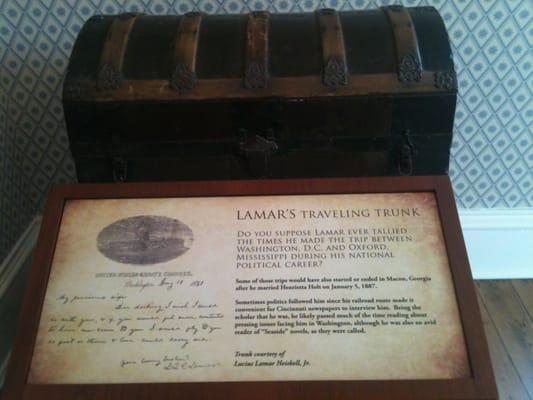 LAMAR'S TRAVELING TRUNK
DO YOU SUPPOSE LAMAR EVER TALLIED
THE TIMES HE MADE THE TRIP BETWEEN
WASHINGTON, D.C. AND OXFORD,
MISSISSIPPI DURING HIS NATIONAL
POLITICAL CAREER?
Some of those trips would have also started or ended in Macon, Georgia
after he married Henrietta Holt on January 5, 1887.
Sometimes politics followed him since his railroad route made it
convenient for Cincinnati newspapers to interview him. Being the
scholar that he was, he likely passed much of the time reading about
pressing issues facing him in Washington, although he was also an avid
reader of "Seaside" novels, as they were called.
Trunk courtesy of
Lucius Lamar Heiskell, Jr.
UNITED STATES SENATE CHAMBER,
Washington, 18
My precious wife